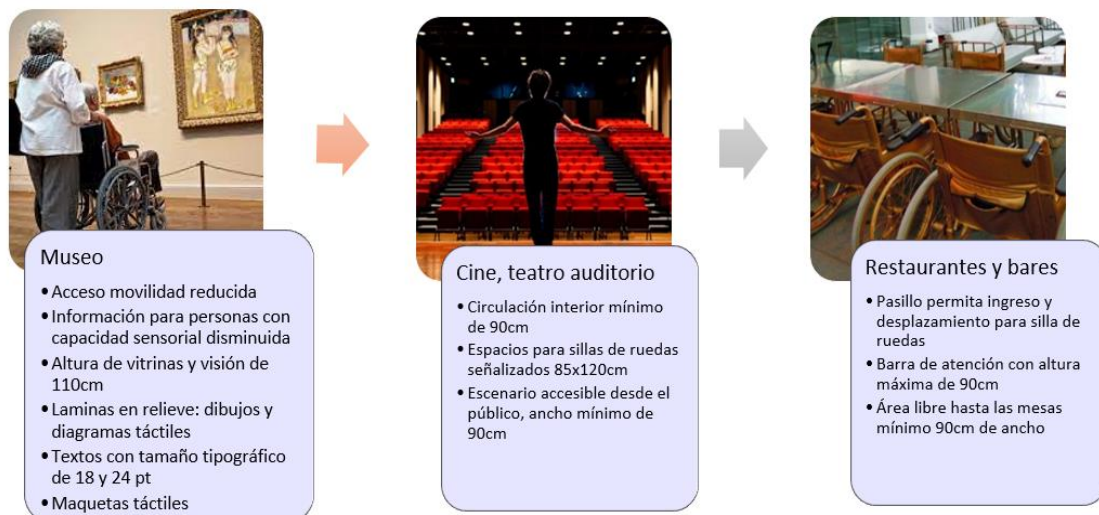 Museo
•Acceso movilidad reducida
•Información para personas con
capacidad sensorial disminuida
•Altura de vitrinas y visión de
110cm
•Laminas en relieve: dibujos y
diagramas táctiles
•Textos con tamaño tipográfico
de 18 y 24 pt
•Maquetas táctiles
Cine, teatro auditorio
• Circulación interior mínimo
de 90cm
• Espacios para sillas de ruedas
señalizados 85x120cm
• Escenario accesible desde el
público, ancho mínimo de
90cm
Restaurantes y bares
• Pasillo permita ingreso y
desplazamiento para silla de
ruedas
• Barra de atención con altura
máxima de 90cm
• Área libre hasta las mesas
mínimo 90cm de ancho